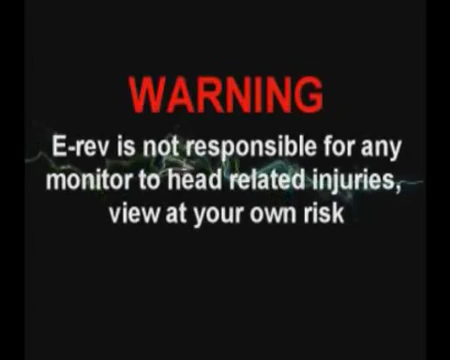 WARNING
E-rev is not responsible for any
monitor to head related injuries,
view at your own risk